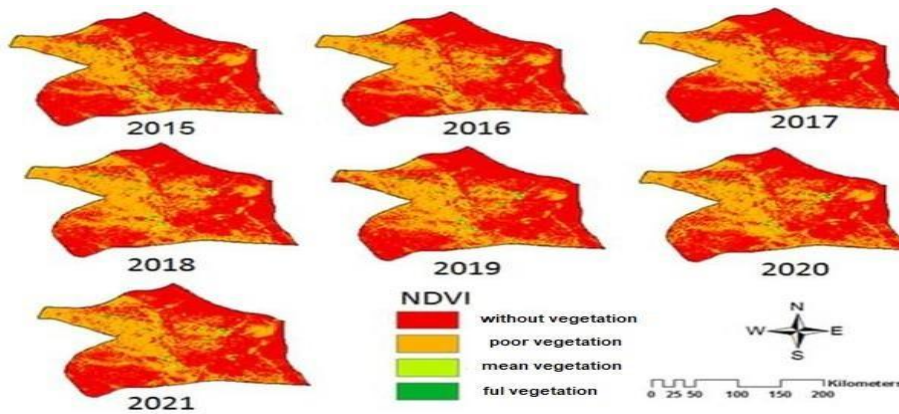 2015
2016
2017
2018
2019
2020
2021
NDVI
without vegetation
poor vegetation
mean vegetation
ful vegetation
N
W E
S
Kilometers
0 25 50 100 150 200